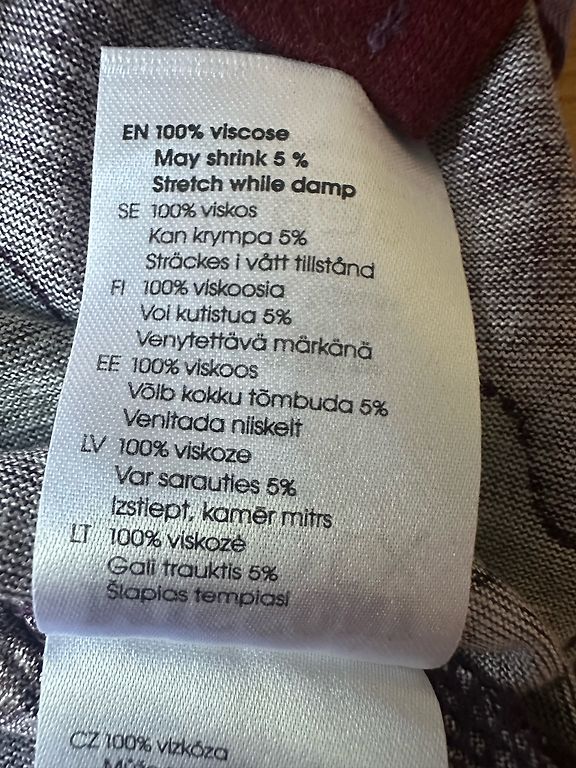 EN 100% viscose
May shrink 5 %
Stretch while damp
SE 100% viskos
Kan krympa 5%
Sträckes i vått tillstånd
FI 100% viskoosia
Voi kutistua 5%
Venytettävä märkänä
EE 100% viskoos
Võib kokku tõmbuda 5%
Venitada niiskelt
LV 100% viskoze
Var sarauties 5%
Izstiept, kamēr mitrs
LT 100% viskozė
Gali trauktis 5%
Šlapias tempiasi
CZ 100% vizkóza